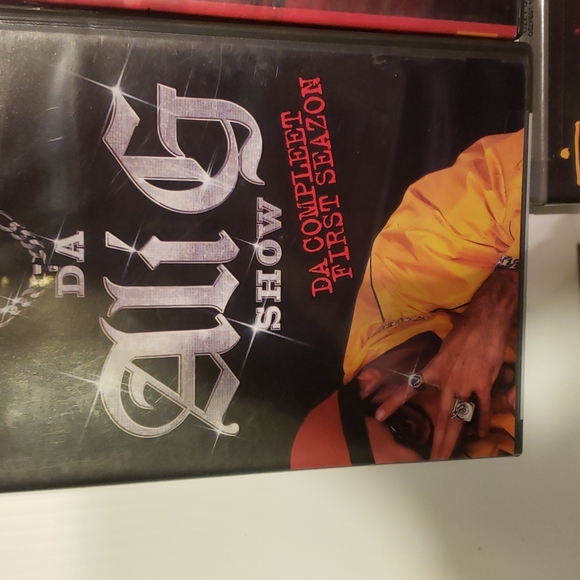 DA
Ali G
SHOW
DA COMPLEET
FIRST SEAZON